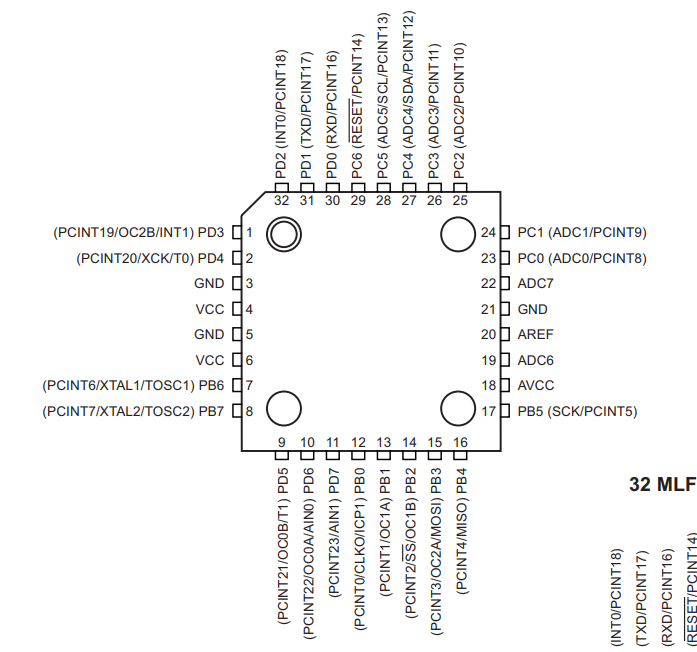 PD2 (INT0/PCINT18)
PD1 (TXD/PCINT17)
PD0 (RXD/PCINT16)
PC6 (RESET/PCINT14)
PC5 (ADC5/SCL/PCINT13)
PC4 (ADC4/SDA/PCINT12)
PC3 (ADC3/PCINT11)
PC2 (ADC2/PCINT10)
32 31 30 29 28 27 26 25
(PCINT19/OC2B/INT1) PD3 1
(PCINT20/XCK/T0) PD4 2
GND 3
VCC 4
GND 5
VCC 6
(PCINT6/XTAL1/TOSC1) PB6 7
(PCINT7/XTAL2/TOSC2) PB7 8
24 PC1 (ADC1/PCINT9)
23 PC0 (ADC0/PCINT8)
22 ADC7
21 GND
20 AREF
19 ADC6
18 AVCC
17 PB5 (SCK/PCINT5)
9 10 11 12 13 14 15 16
(PCINT21/OC0B/T1) PD5
(PCINT22/OC0A/AIN0) PD6
(PCINT23/AIN1) PD7
(PCINT0/CLKO/ICP1) PB0
(PCINT1/OC1A) PB1
(PCINT2/SS/OC1B) PB2
(PCINT3/OC2A/MOSI) PB3
(PCINT4/MISO) PB4
32 MLF
(INT0/PCINT18)
(TXD/PCINT17)
(RXD/PCINT16)
(RESET/PCINT14)